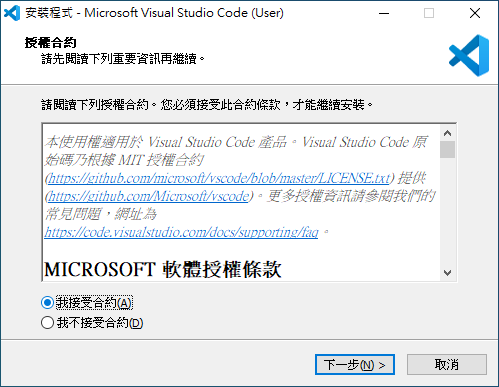 安裝程式 - Microsoft Visual Studio Code (User)
授權合約
請先閱讀下列重要資訊再繼續。
請閱讀下列授權合約。您必須接受此合約條款，才能繼續安裝。
本使用權適用於 Visual Studio Code 產品。Visual Studio Code 原
始碼乃根據 MIT 授權合約
(https://github.com/microsoft/vscode/blob/master/LICENSE.txt) 提供
(https://github.com/Microsoft/vscode)。更多授權資訊請參閱我們的
常見問題，網址為
https://code.visualstudio.com/docs/supporting/faq。
MICROSOFT 軟體授權條款
我接受合約(A)
我不接受合約(D)
下一步(N) >
取消